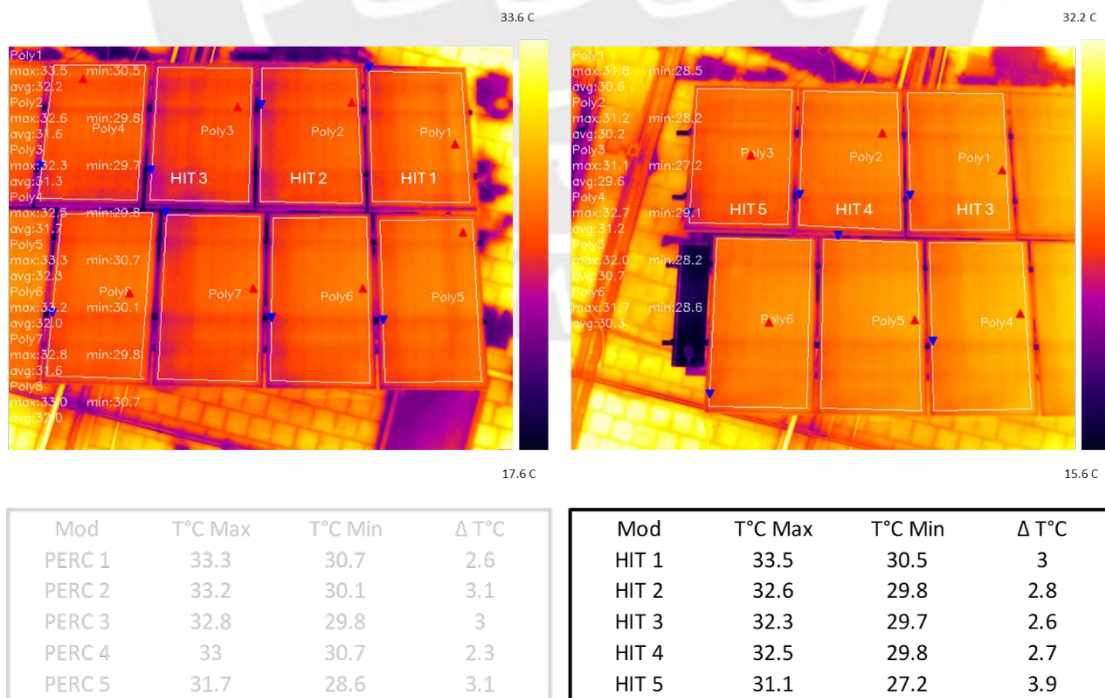 33.6 C
Poly1
max:33.5 min:30.5
avg:32.2
Poly2
max:32.6 min:29.8
avg:31.6
Poly3
max:32.3 min:29.7
avg:31.3
Poly4
max:32.5 min:29.8
avg:31.7
Poly5
max:33.3 min:30.7
avg:32.3
Poly6
max:33.2 min:30.1
avg:32.0
Poly7
max:32.8 min:29.8
avg:31.6
Poly8
max:33.0 min:30.7
avg:32.0
Poly4 Poly3 Poly2 Poly1
HIT 3 HIT 2 HIT 1
Poly8 Poly7 Poly6 Poly5
17.6 C
32.2 C
Poly1
max:31.8 min:28.5
avg:30.6
Poly2
max:31.2 min:28.2
avg:30.2
Poly3
max:31.1 min:27.2
avg:29.6
Poly4
max:32.7 min:29.1
avg:31.2
Poly5
max:32.0 min:28.2
avg:30.7
Poly6
max:31.7 min:28.6
avg:30.3
Poly3 Poly2 Poly1
HIT 5 HIT 4 HIT 3
Poly6 Poly5 Poly4
15.6 C
Mod T°C Max T°C Min Δ T°C
PERC 1 33.3 30.7 2.6
PERC 2 33.2 30.1 3.1
PERC 3 32.8 29.8 3
PERC 4 33 30.7 2.3
PERC 5 31.7 28.6 3.1
Mod T°C Max T°C Min Δ T°C
HIT 1 33.5 30.5 3
HIT 2 32.6 29.8 2.8
HIT 3 32.3 29.7 2.6
HIT 4 32.5 29.8 2.7
HIT 5 31.1 27.2 3.9